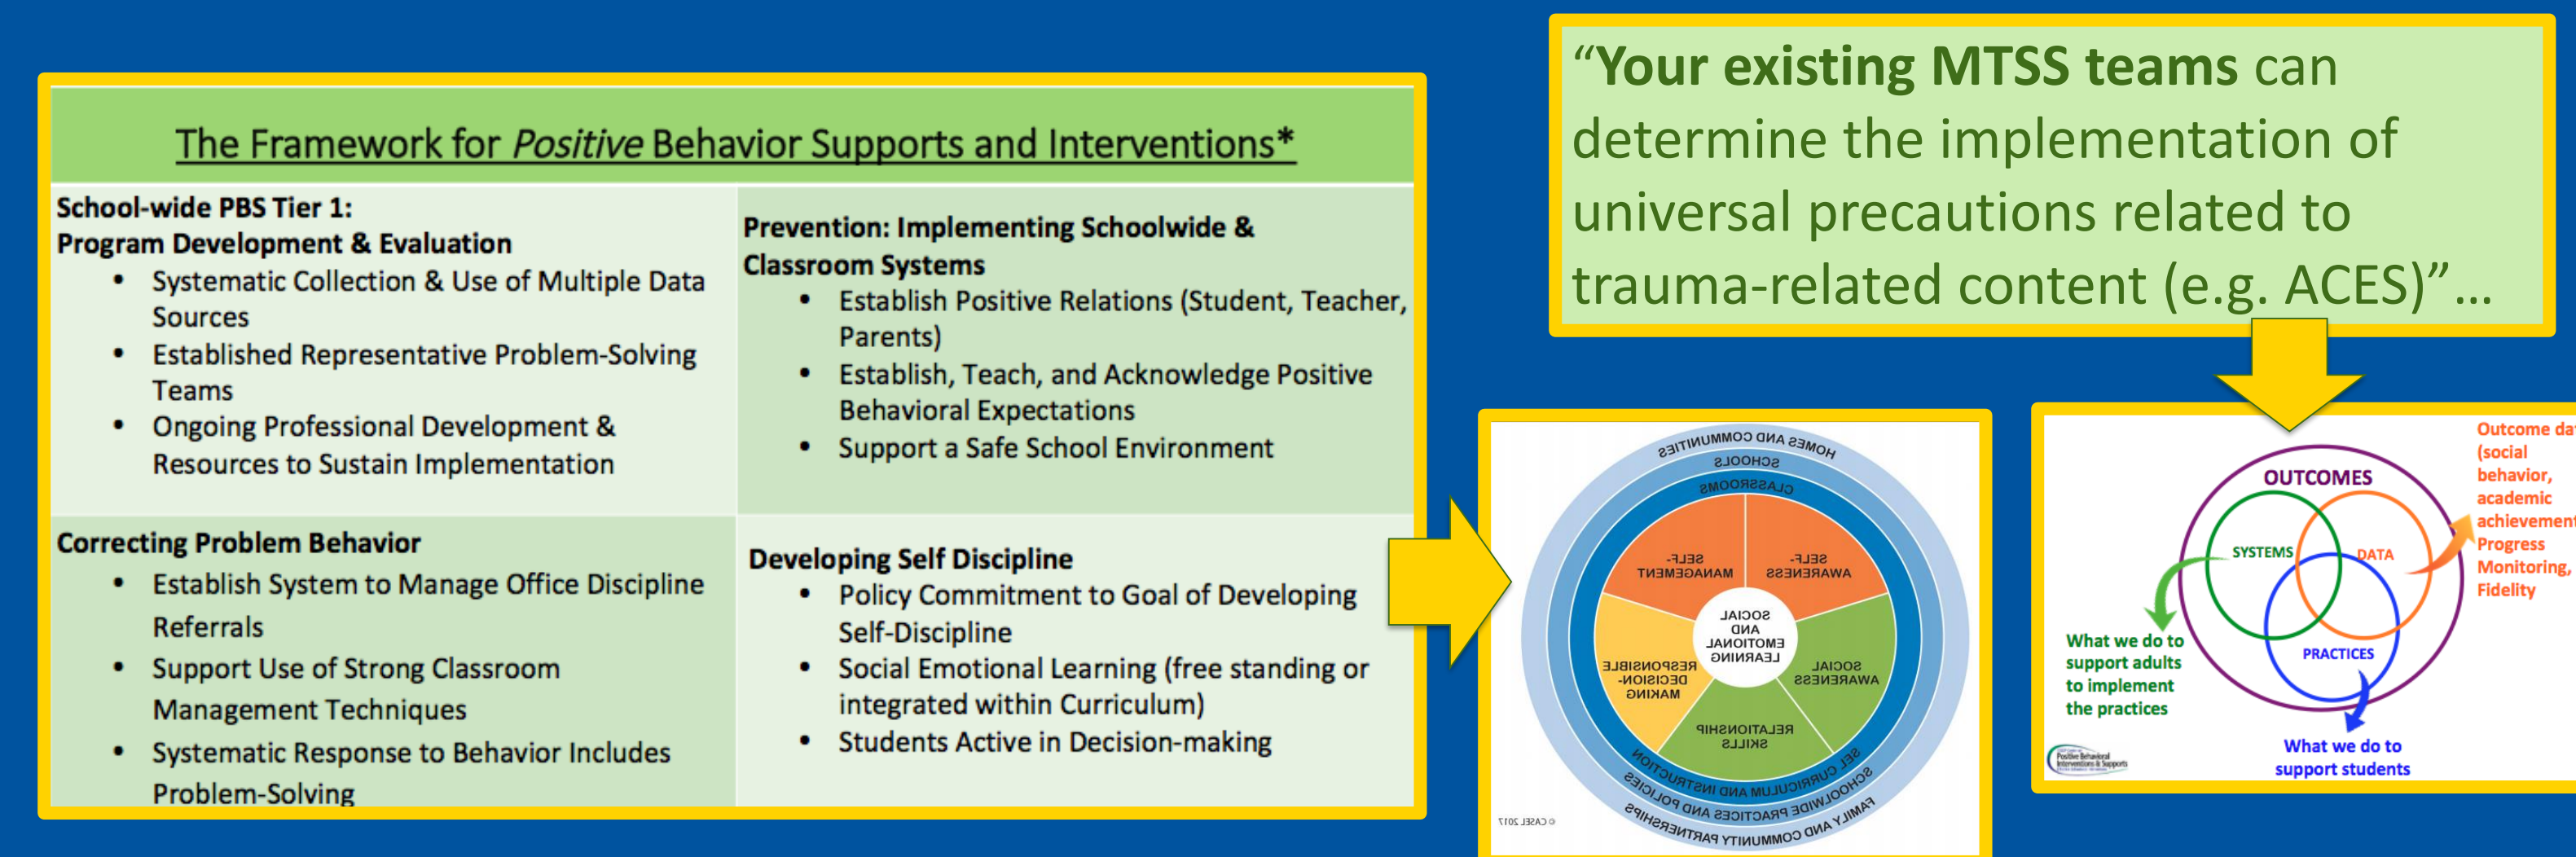 The Framework for Positive Behavior Supports and Interventions*
School-wide PBS Tier 1:
Program Development & Evaluation
• Systematic Collection & Use of Multiple Data
Sources
• Established Representative Problem-Solving
Teams
• Ongoing Professional Development &
Resources to Sustain Implementation
Prevention: Implementing Schoolwide &
Classroom Systems
• Establish Positive Relations (Student, Teacher,
Parents)
• Establish, Teach, and Acknowledge Positive
Behavioral Expectations
• Support a Safe School Environment
Correcting Problem Behavior
• Establish System to Manage Office Discipline
Referrals
• Support Use of Strong Classroom
Management Techniques
• Systematic Response to Behavior Includes
Problem-Solving
Developing Self Discipline
• Policy Commitment to Goal of Developing
Self-Discipline
• Social Emotional Learning (free standing or
integrated within Curriculum)
• Students Active in Decision-making
“Your existing MTSS teams can
determine the implementation of
universal precautions related to
trauma-related content (e.g. ACES)”...
HOMES AND COMMUNITIES
SCHOOLS
CLASSROOMS
SELF-
MANAGEMENT
SELF-
AWARENESS
SOCIAL
AND
EMOTIONAL
LEARNING
RESPONSIBLE
DECISION-
MAKING
SOCIAL
AWARENESS
RELATIONSHIP
SKILLS
SEL CURRICULUM AND INSTRUCTION
SCHOOLWIDE PRACTICES AND POLICIES
FAMILY AND COMMUNITY PARTNERSHIPS
© CASEL 2017
OUTCOMES
SYSTEMS
DATA
PRACTICES
Outcome da
(social
behavior,
academic
achievement
Progress
Monitoring,
Fidelity
What we do to
support adults
to implement
the practices
What we do to
support students
Positive Behavioral
Interventions & Supports